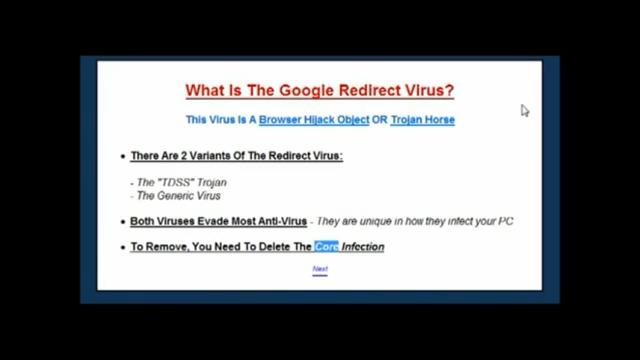 What Is The Google Redirect Virus?
This Virus Is A Browser Hijack Object OR Trojan Horse
• There Are 2 Variants Of The Redirect Virus:
- The "TDSS" Trojan
- The Generic Virus
• Both Viruses Evade Most Anti-Virus - They are unique in how they infect your PC
• To Remove, You Need To Delete The Core Infection
Next